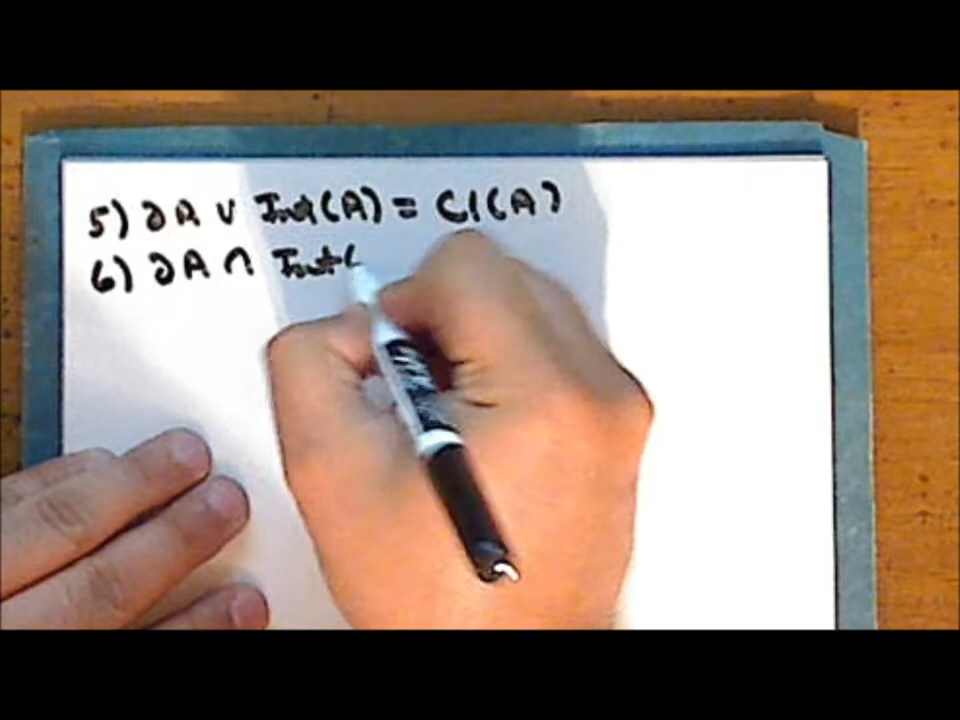 5) ∂A ∪ Int(A) = Cl(A)
6) ∂A ∩ Int(